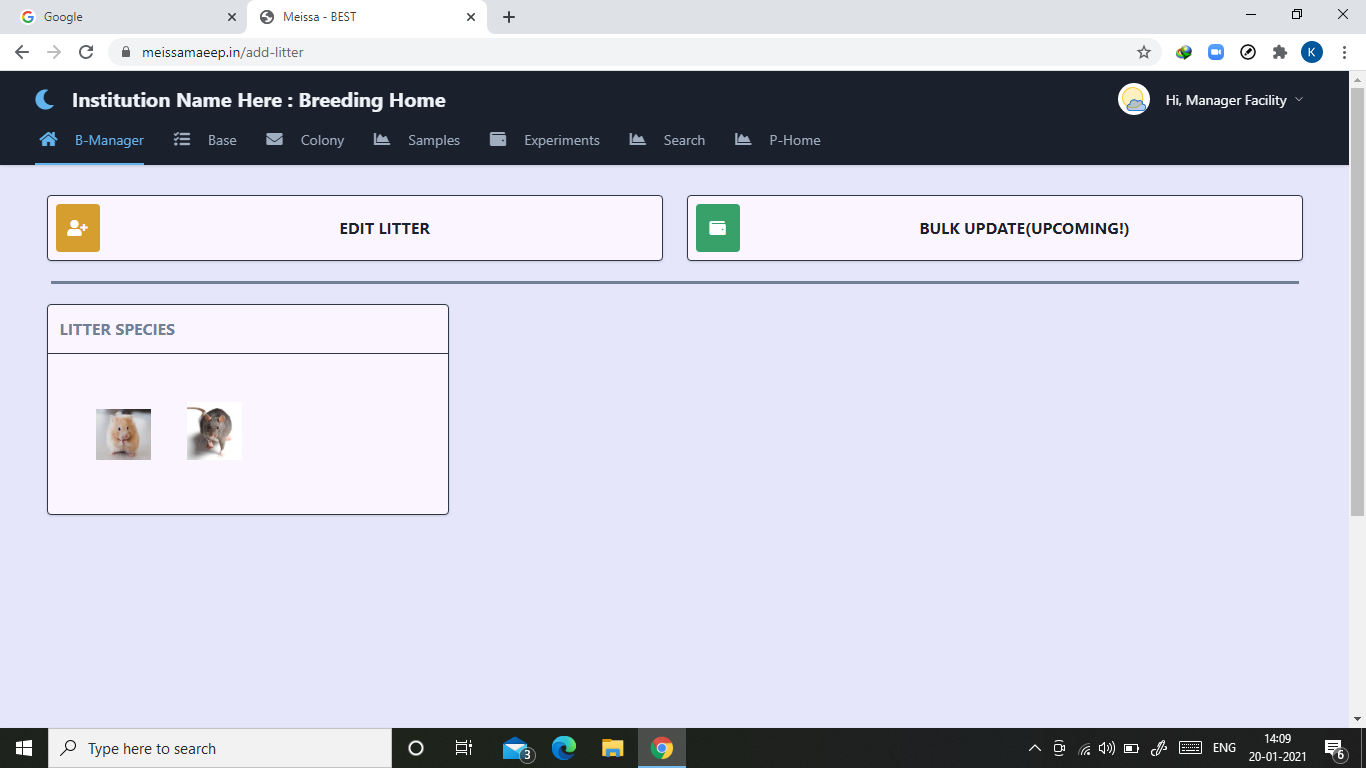 Google
Meissa - BEST
meissamaeep.in/add-litter
K
Institution Name Here : Breeding Home
Hi, Manager Facility
B-Manager Base Colony Samples Experiments Search P-Home
EDIT LITTER
BULK UPDATE(UPCOMING!)
LITTER SPECIES
Type here to search
3
ENG
14:09
20-01-2021
6